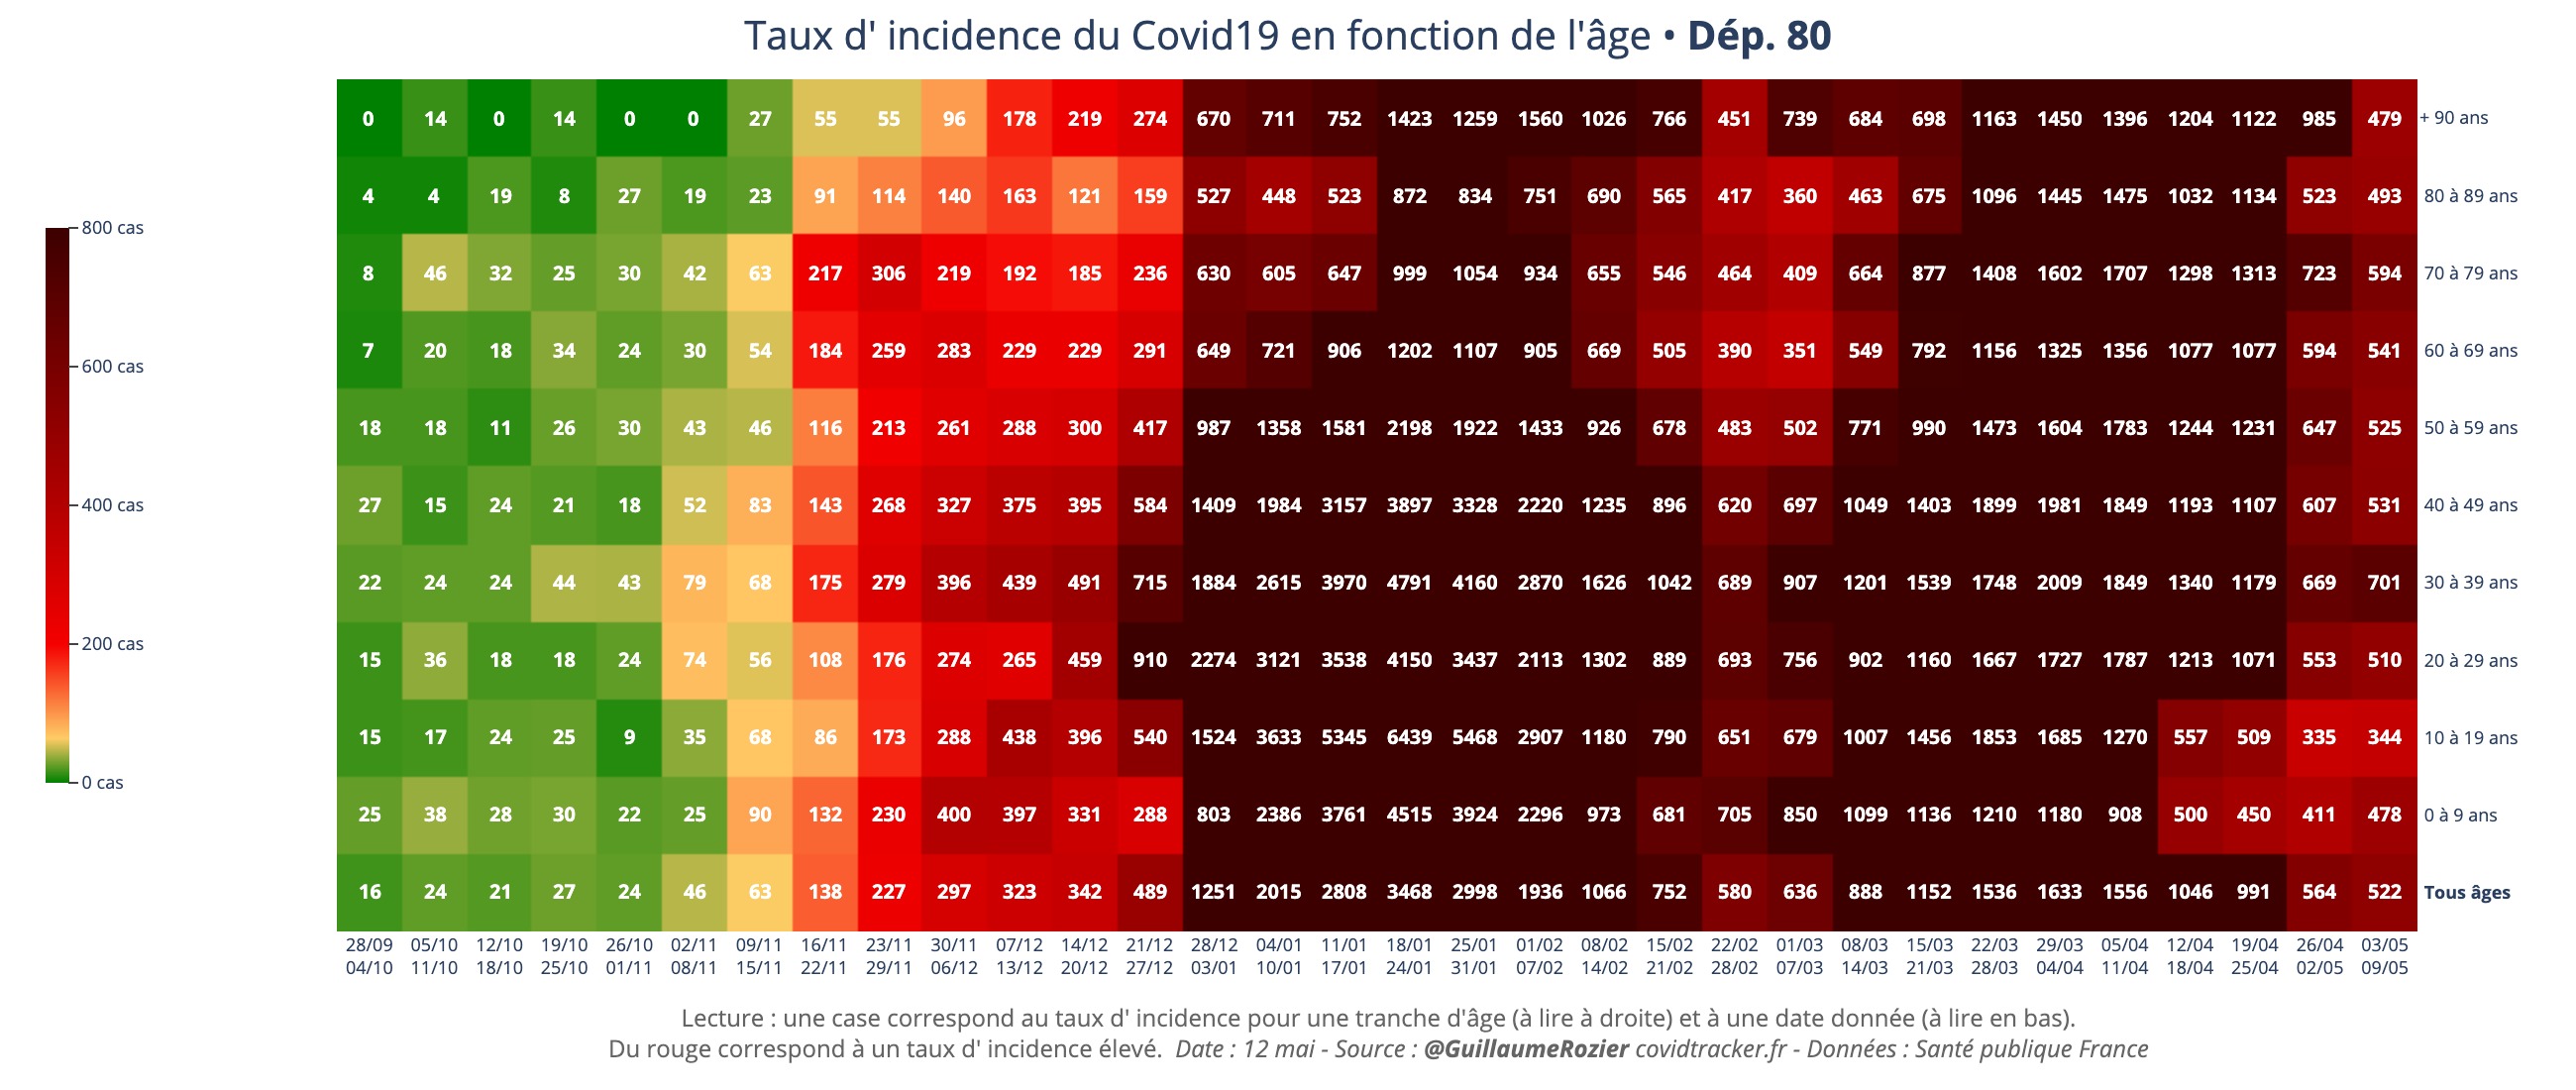 Taux d' incidence du Covid19 en fonction de l'âge • Dép. 80
800 cas
600 cas
400 cas
200 cas
0 cas
0 14 0 14 0 0 27 55 55 96 178 219 274 670 711 752 1423 1259 1560 1026 766 451 739 684 698 1163 1450 1396 1204 1122 985 479 + 90 ans
4 4 19 8 27 19 23 91 114 140 163 121 159 527 448 523 872 834 751 690 565 417 360 463 675 1096 1445 1475 1032 1134 523 493 80 à 89 ans
8 46 32 25 30 42 63 217 306 219 192 185 236 630 605 647 999 1054 934 655 546 464 409 664 877 1408 1602 1707 1298 1313 723 594 70 à 79 ans
7 20 18 34 24 30 54 184 259 283 229 229 291 649 721 906 1202 1107 905 669 505 390 351 549 792 1156 1325 1356 1077 1077 594 541 60 à 69 ans
18 18 11 26 30 43 46 116 213 261 288 300 417 987 1358 1581 2198 1922 1433 926 678 483 502 771 990 1473 1604 1783 1244 1231 647 525 50 à 59 ans
27 15 24 21 18 52 83 143 268 327 375 395 584 1409 1984 3157 3897 3328 2220 1235 896 620 697 1049 1403 1899 1981 1849 1193 1107 607 531 40 à 49 ans
22 24 24 44 43 79 68 175 279 396 439 491 715 1884 2615 3970 4791 4160 2870 1626 1042 689 907 1201 1539 1748 2009 1849 1340 1179 669 701 30 à 39 ans
15 36 18 18 24 74 56 108 176 274 265 459 910 2274 3121 3538 4150 3437 2113 1302 889 693 756 902 1160 1667 1727 1787 1213 1071 553 510 20 à 29 ans
15 17 24 25 9 35 68 86 173 288 438 396 540 1524 3633 5345 6439 5468 2907 1180 790 651 679 1007 1456 1853 1685 1270 557 509 335 344 10 à 19 ans
25 38 28 30 22 25 90 132 230 400 397 331 288 803 2386 3761 4515 3924 2296 973 681 705 850 1099 1136 1210 1180 908 500 450 411 478 0 à 9 ans
16 24 21 27 24 46 63 138 227 297 323 342 489 1251 2015 2808 3468 2998 1936 1066 752 580 636 888 1152 1536 1633 1556 1046 991 564 522 Tous âges
28/09 05/10 12/10 19/10 26/10 02/11 09/11 16/11 23/11 30/11 07/12 14/12 21/12 28/12 04/01 11/01 18/01 25/01 01/02 08/02 15/02 22/02 01/03 08/03 15/03 22/03 29/03 05/04 12/04 19/04 26/04 03/05
04/10 11/10 18/10 25/10 01/11 08/11 15/11 22/11 29/11 06/12 13/12 20/12 27/12 03/01 10/01 17/01 24/01 31/01 07/02 14/02 21/02 28/02 07/03 14/03 21/03 28/03 04/04 11/04 18/04 25/04 02/05 09/05
Lecture : une case correspond au taux d' incidence pour une tranche d'âge (à lire à droite) et à une date donnée (à lire en bas).
Du rouge correspond à un taux d' incidence élevé. Date : 12 mai - Source : @GuillaumeRozier covidtracker.fr - Données : Santé publique France